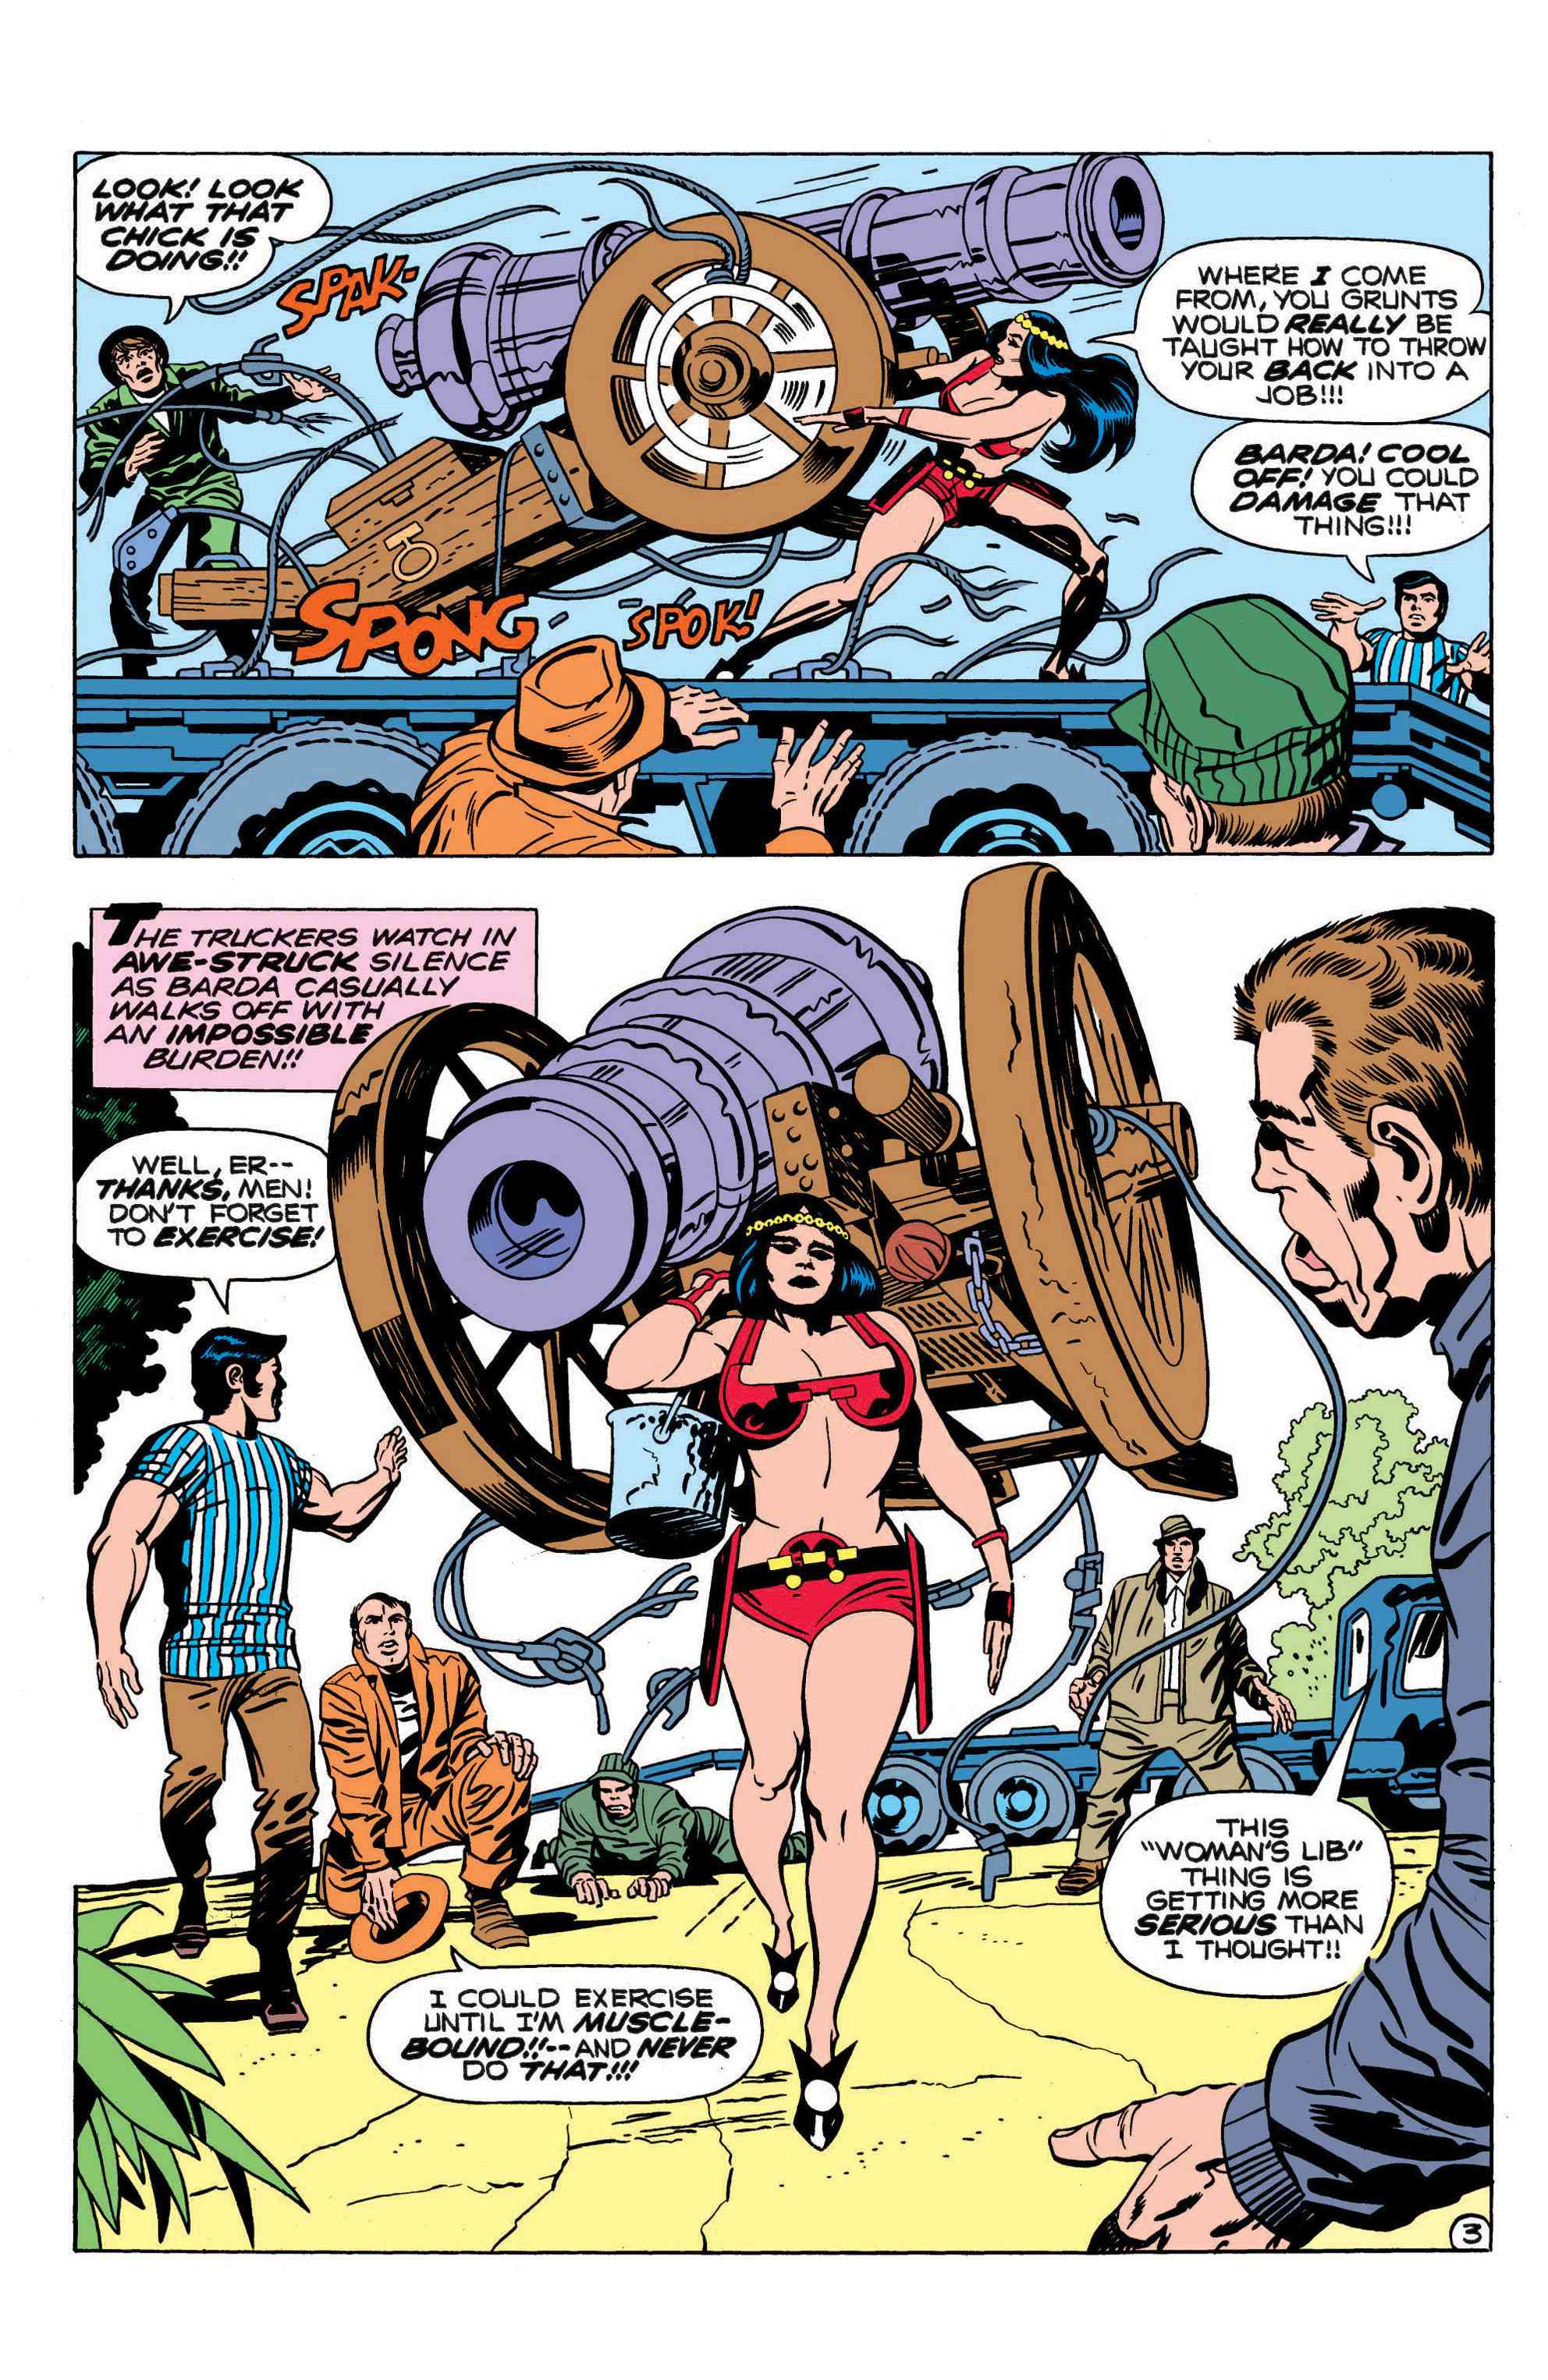 LOOK! LOOK
WHAT THAT
CHICK IS
DOING!!
SPAK-
WHERE I COME
FROM, YOU GRUNTS
WOULD REALLY BE
TAUGHT HOW TO THROW
YOUR BACK INTO A
JOB!!!
BARDA! COOL
OFF! YOU COULD
DAMAGE THAT
THING!!!
SPONG
SPOK!
THE TRUCKERS WATCH IN
AWE-STRUCK SILENCE
AS BARDA CASUALLY
WALKS OFF WITH
AN IMPOSSIBLE
BURDEN!!
WELL, ER--
THANKS, MEN!
DON'T FORGET
TO EXERCISE!
I COULD EXERCISE
UNTIL I'M MUSCLE-
BOUND!!--AND NEVER
DO THAT!!!
THIS
"WOMAN'S LIB"
THING IS
GETTING MORE
SERIOUS THAN
I THOUGHT!!
3